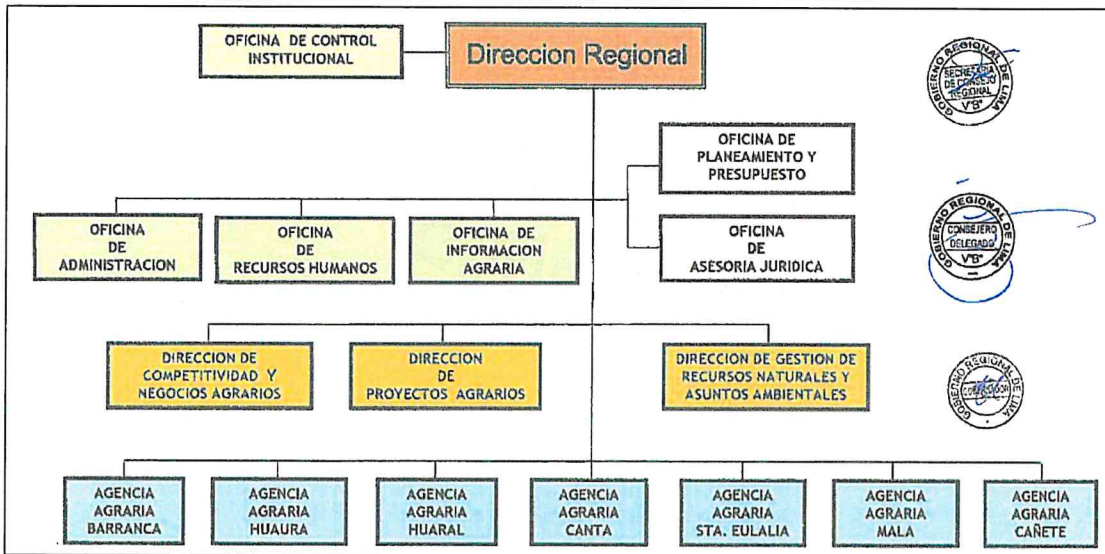 OFICINA DE CONTROL
INSTITUCIONAL
Direccion Regional
OFICINA DE
PLANEAMIENTO Y
PRESUPUESTO
OFICINA
DE
ADMINISTRACION
OFICINA
DE
RECURSOS HUMANOS
OFICINA DE
INFORMACION
AGRARIA
OFICINA
DE
ASESORIA JURIDICA
DIRECCION DE
COMPETITIVIDAD Y
NEGOCIOS AGRARIOS
DIRECCION
DE
PROYECTOS AGRARIOS
DIRECCION DE GESTION DE
RECURSOS NATURALES Y
ASUNTOS AMBIENTALES
AGENCIA
AGRARIA
BARRANCA
AGENCIA
AGRARIA
HUAURA
AGENCIA
AGRARIA
HUARAL
AGENCIA
AGRARIA
CANTA
AGENCIA
AGRARIA
STA. EULALIA
AGENCIA
AGRARIA
MALA
AGENCIA
AGRARIA
CAÑETE
GOBIERNO REGIONAL DE LIMA
SECRETARIA
DE CONSEJO
REGIONAL
V°B°
GOBIERNO REGIONAL DE LIMA
CONSEJERO
DELEGADO
V°B°
GOBIERNO REGIONAL DE LIMA